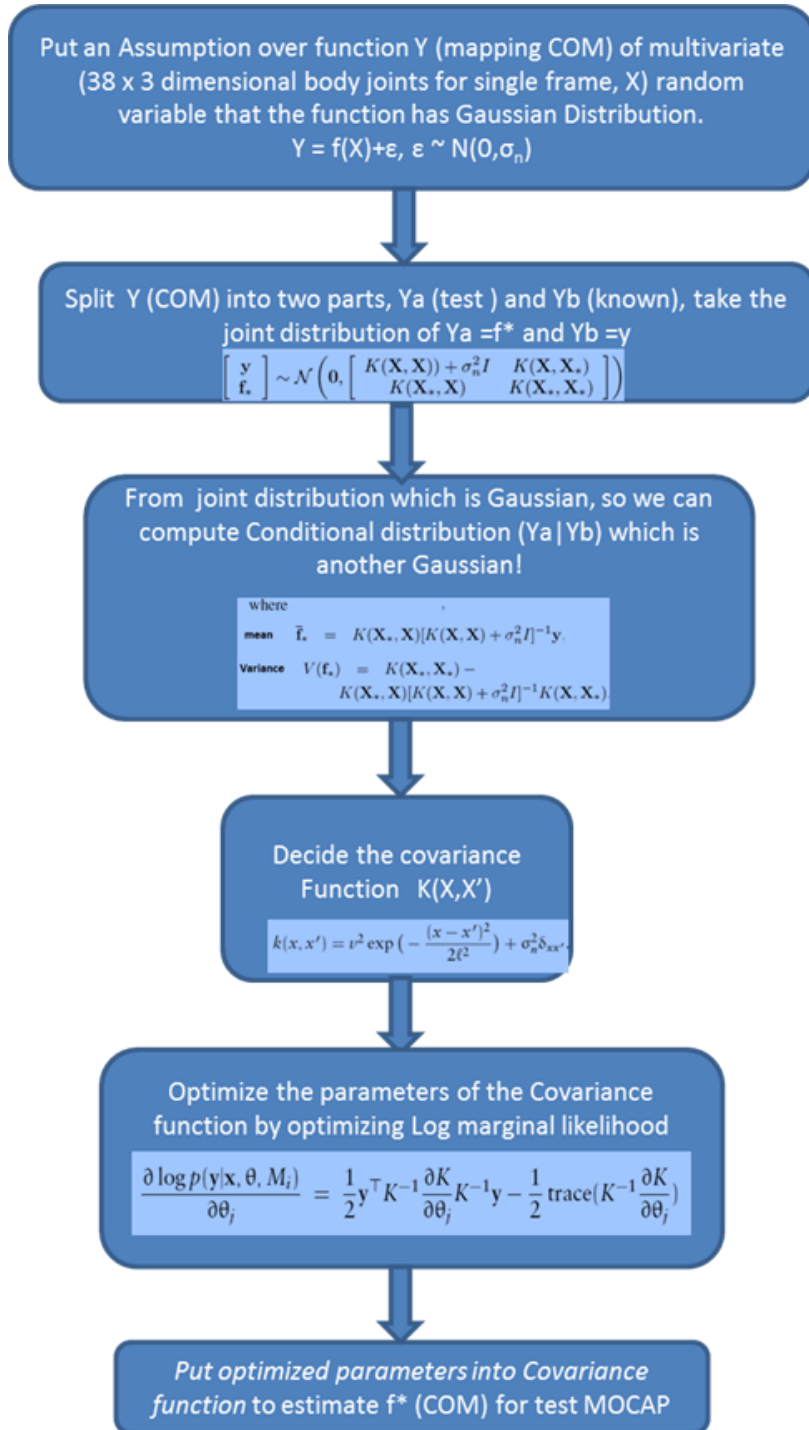 Put an Assumption over function Y (mapping COM) of multivariate
(38 x 3 dimensional body joints for single frame, X) random
variable that the function has Gaussian Distribution.
Y = f(X)+ε, ε ~ N(0,σₙ)
Split Y (COM) into two parts, Ya (test ) and Yb (known), take the
joint distribution of Ya =f* and Yb =y
[ y f* ] ~ 𝒩 ( 0, [ K(X, X)) + σₙ²I K(X, X*) K(X*, X) K(X*, X*) ] )
From joint distribution which is Gaussian, so we can
compute Conditional distribution (Ya|Yb) which is
another Gaussian!
where ,
mean f̄* = K(X*, X)[K(X, X) + σₙ²I]⁻¹y.
Variance V(f*) = K(X*, X*) −
K(X*, X)[K(X, X) + σₙ²I]⁻¹K(X, X*).
Decide the covariance
Function K(X,X’)
k(x, x′) = ν² exp ( − (x − x′)² / 2ℓ² ) + σₙ²δₓₓ′.
Optimize the parameters of the Covariance
function by optimizing Log marginal likelihood
∂ log p(y|x, θ, Mᵢ) / ∂θⱼ = 1/2 y⊤ K⁻¹ ∂K/∂θⱼ K⁻¹y − 1/2 trace(K⁻¹ ∂K/∂θⱼ)
Put optimized parameters into Covariance
function to estimate f* (COM) for test MOCAP